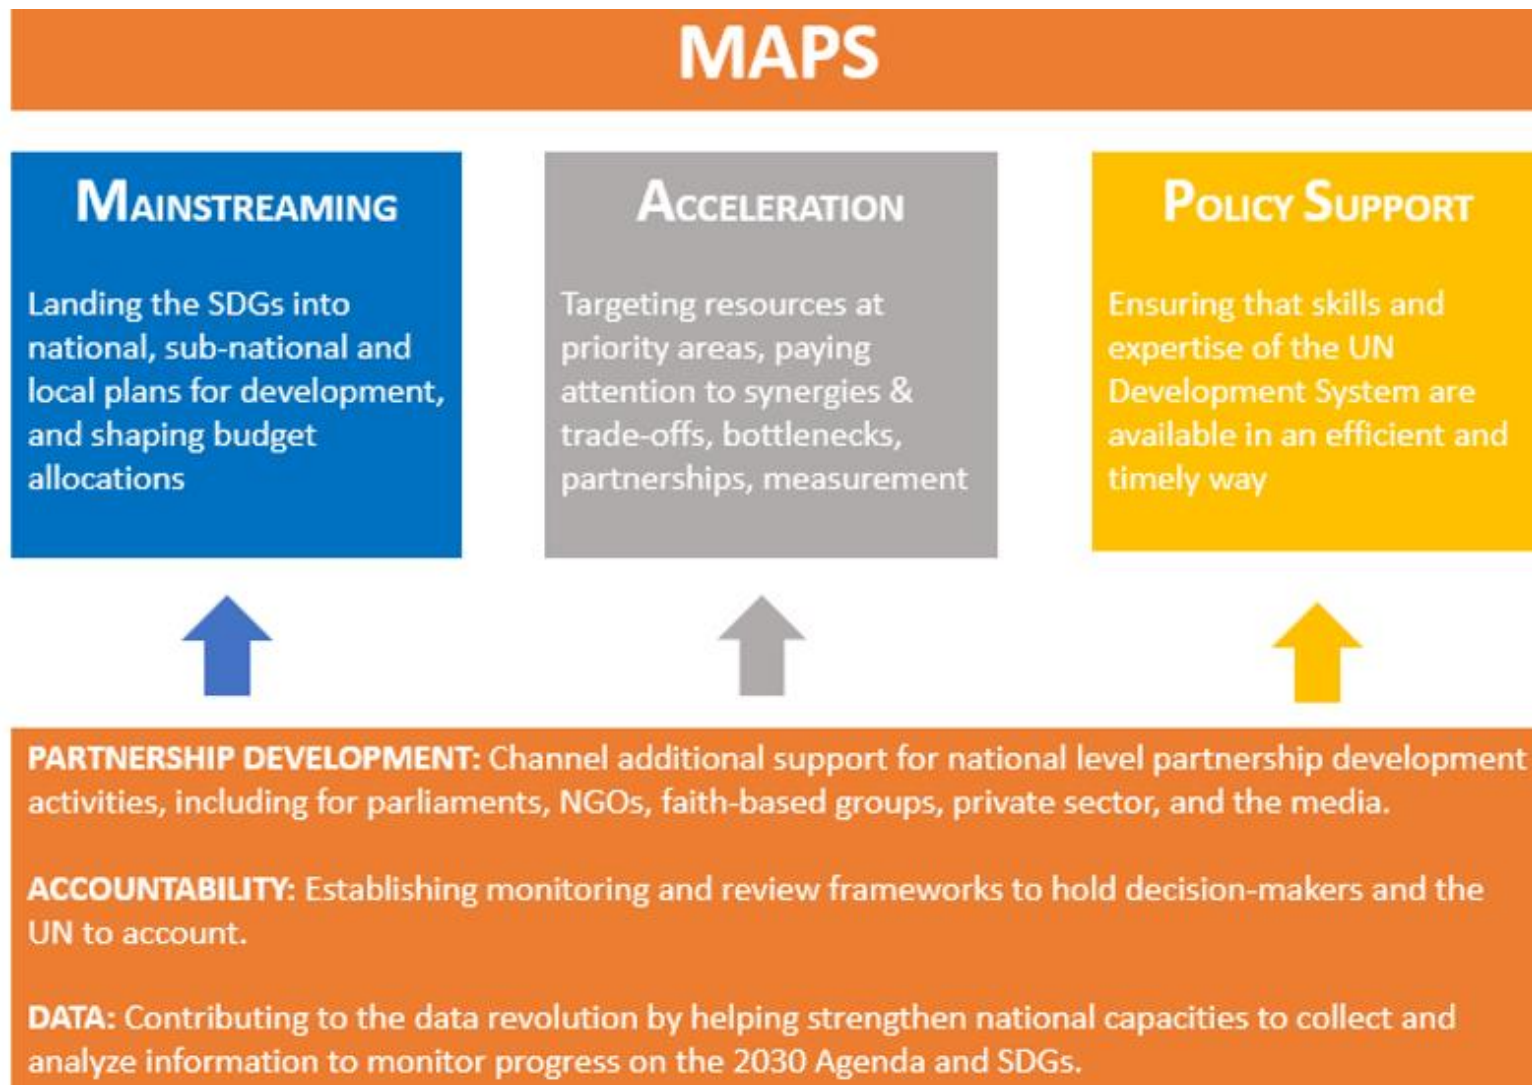 MAPS
MAINSTREAMING
Landing the SDGs into
national, sub-national and
local plans for development,
and shaping budget
allocations
ACCELERATION
Targeting resources at
priority areas, paying
attention to synergies &
trade-offs, bottlenecks,
partnerships, measurement
POLICY SUPPORT
Ensuring that skills and
expertise of the UN
Development System are
available in an efficient and
timely way
PARTNERSHIP DEVELOPMENT: Channel additional support for national level partnership development
activities, including for parliaments, NGOs, faith-based groups, private sector, and the media.
ACCOUNTABILITY: Establishing monitoring and review frameworks to hold decision-makers and the
UN to account.
DATA: Contributing to the data revolution by helping strengthen national capacities to collect and
analyze information to monitor progress on the 2030 Agenda and SDGs.